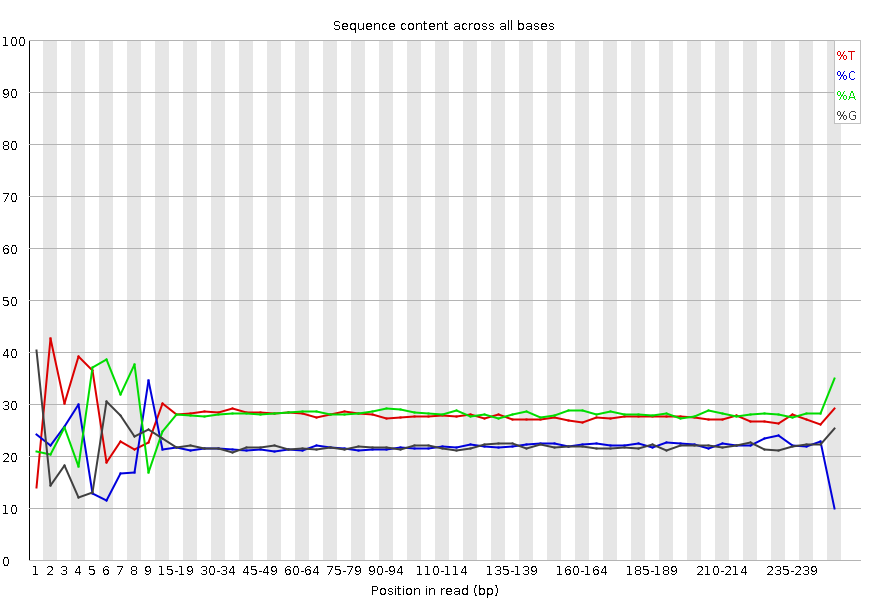 Sequence content across all bases
100
90
80
70
60
50
40
30
20
10
0
%T
%C
%A
%G
1 2 3 4 5 6 7 8 9 15-19 30-34 45-49 60-64 75-79 90-94 110-114 135-139 160-164 185-189 210-214 235-239
Position in read (bp)